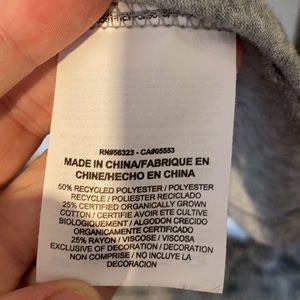 RN#56323 - CA#05553
MADE IN CHINA/FABRIQUE EN
CHINE/HECHO EN CHINA
50% RECYCLED POLYESTER / POLYESTER
RECYCLE / POLIESTER RECICLADO
25% CERTIFIED ORGANICALLY GROWN
COTTON / CERTIFIE AVOIR ETE CULTIVE
BIOLOGIQUEMENT / ALGODON
ORGANICAMENTE CERTIFICADO
25% RAYON / VISCOSE / VISCOSA
EXCLUSIVE OF DECORATION / DECORATION
NON COMPRISE / NO INCLUYE LA
DECORACION